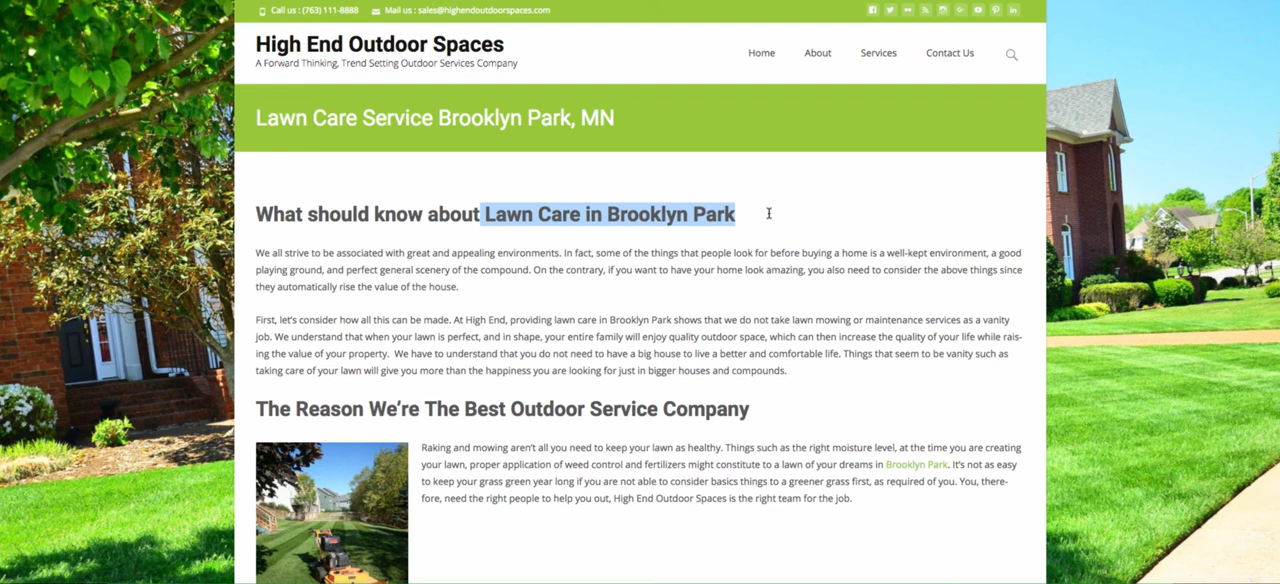 Call us : (763) 111-8888 Mail us : sales@highendoutdoorspaces.com
High End Outdoor Spaces
A Forward Thinking, Trend Setting Outdoor Services Company
Home About Services Contact Us
Lawn Care Service Brooklyn Park, MN
What should know about Lawn Care in Brooklyn Park
We all strive to be associated with great and appealing environments. In fact, some of the things that people look for before buying a home is a well-kept environment, a good
playing ground, and perfect general scenery of the compound. On the contrary, if you want to have your home look amazing, you also need to consider the above things since
they automatically rise the value of the house.
First, let's consider how all this can be made. At High End, providing lawn care in Brooklyn Park shows that we do not take lawn mowing or maintenance services as a vanity
job. We understand that when your lawn is perfect, and in shape, your entire family will enjoy quality outdoor space, which can then increase the quality of your life while rais-
ing the value of your property. We have to understand that you do not need to have a big house to live a better and comfortable life. Things that seem to be vanity such as
taking care of your lawn will give you more than the happiness you are looking for just in bigger houses and compounds.
The Reason We're The Best Outdoor Service Company
Raking and mowing aren't all you need to keep your lawn as healthy. Things such as the right moisture level, at the time you are creating
your lawn, proper application of weed control and fertilizers might constitute to a lawn of your dreams in Brooklyn Park. It's not as easy
to keep your grass green year long if you are not able to consider basics things to a greener grass first, as required of you. You, there-
fore, need the right people to help you out, High End Outdoor Spaces is the right team for the job.